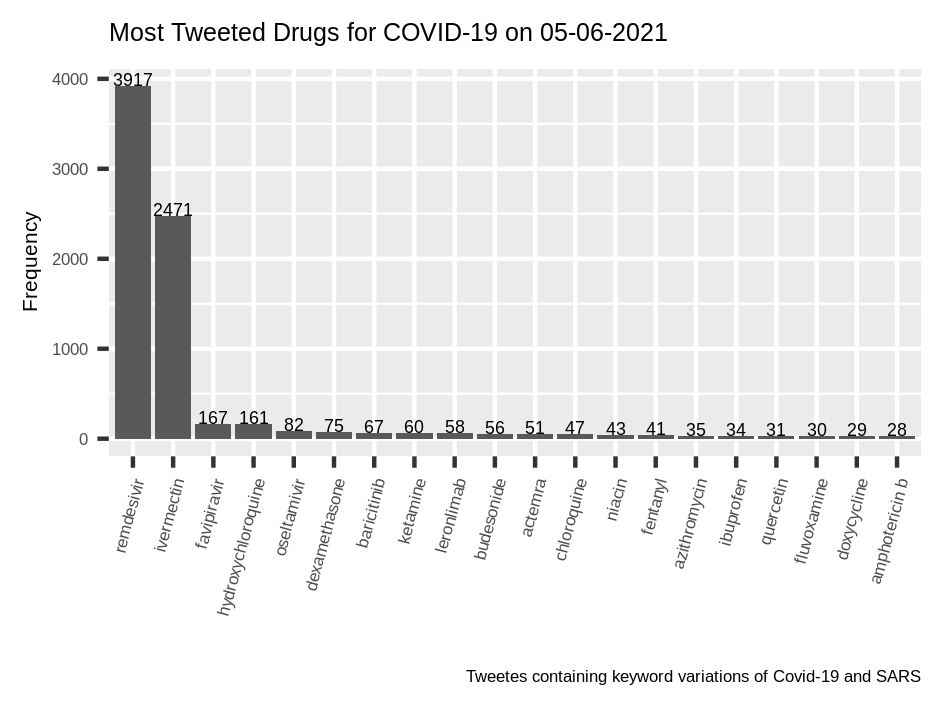 Most Tweeted Drugs for COVID-19 on 05-06-2021
Frequency
4000
3000
2000
1000
0
3917
2471
167
161
82
75
67
60
58
56
51
47
43
41
35
34
31
30
29
28
remdesivir
ivermectin
favipiravir
hydroxychloroquine
oseltamivir
dexamethasone
baricitinib
ketamine
leronlimab
budesonide
actemra
chloroquine
niacin
fentanyl
azithromycin
ibuprofen
quercetin
fluvoxamine
doxycycline
amphotericin b
Tweetes containing keyword variations of Covid-19 and SARS